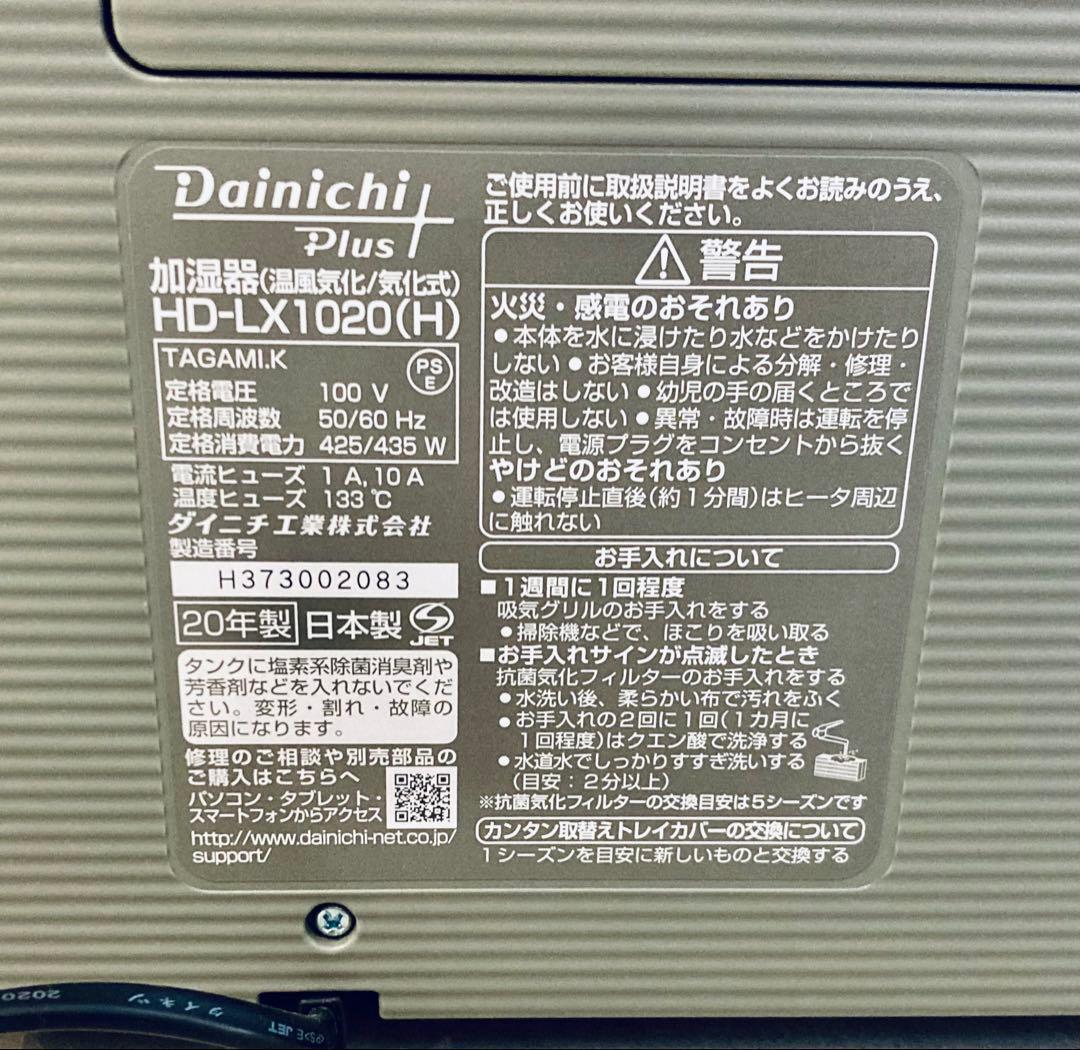 Dainichi
Plus
加湿器(温風気化/気化式)
HD-LX1020(H)
TAGAMI.K
PS
E
定格電圧 100 V
定格周波数 50/60 Hz
定格消費電力 425/435 W
電流ヒューズ 1 A, 10 A
温度ヒューズ 133 ℃
ダイニチ工業株式会社
製造番号
H373002083
20年製 日本製
JET
タンクに塩素系除菌消臭剤や
芳香剤などを入れないでくだ
さい。変形・割れ・故障の
原因になります。
修理のご相談や別売部品の
ご購入はこちらへ
パソコン・タブレット・
スマートフォンからアクセス
http://www.dainichi-net.co.jp/
support/
ご使用前に取扱説明書をよくお読みのうえ、
正しくお使いください。
警告
火災・感電のおそれあり
●本体を水に浸けたり水などをかけたり
しない●お客様自身による分解・修理・
改造はしない●幼児の手の届くところで
は使用しない●異常・故障時は運転を停
止し、電源プラグをコンセントから抜く
やけどのおそれあり
●運転停止直後(約1分間)はヒータ周辺
に触れない
お手入れについて
■1週間に1回程度
吸気グリルのお手入れをする
●掃除機などで、ほこりを吸い取る
■お手入れサインが点滅したとき
抗菌気化フィルターのお手入れをする
●水洗い後、柔らかい布で汚れをふく
●お手入れの2回に1回(1カ月に
1回程度)はクエン酸で洗浄する
●水道水でしっかりすすぎ洗いする
(目安:2分以上)
※抗菌気化フィルターの交換目安は5シーズンです
カンタン取替えトレイカバーの交換について
1シーズンを目安に新しいものと交換する
2020 クスキツ <PS>E JET